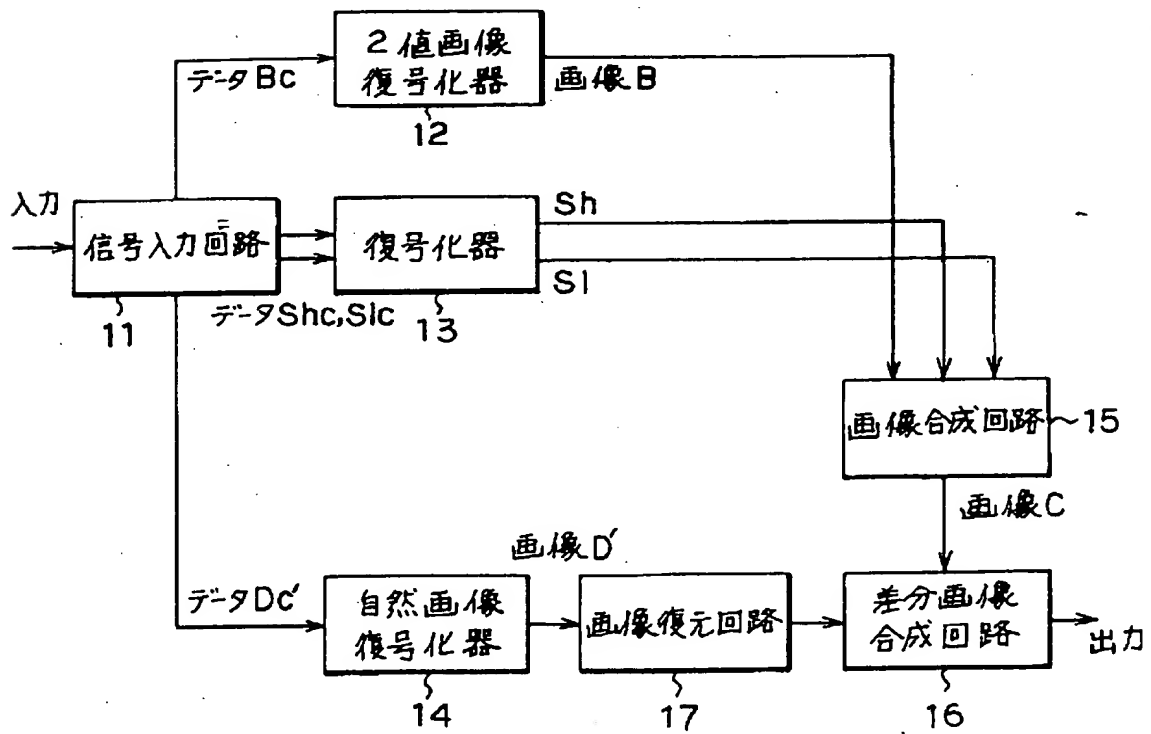 2値画像
復号化器
データBc
画像B
12
入力
信号入力回路
復号化器
Sh
Sl
データShc,Slc
11
13
画像合成回路
15
画像C
画像D'
データDc'
自然画像
復号化器
画像復元回路
差分画像
合成回路
出力
14
17
16